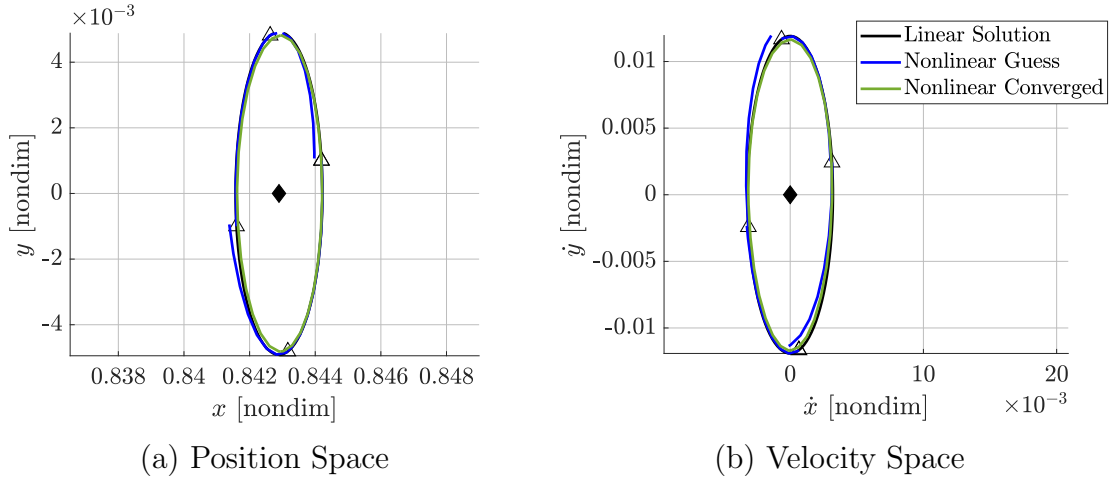 ×10⁻³
4
2
0
-2
-4
y [nondim]
0.838 0.84 0.842 0.844 0.846 0.848
x [nondim]
(a) Position Space
Linear Solution
Nonlinear Guess
Nonlinear Converged
0.01
0.005
0
-0.005
-0.01
ẏ [nondim]
0 10 20
×10⁻³
ẋ [nondim]
(b) Velocity Space